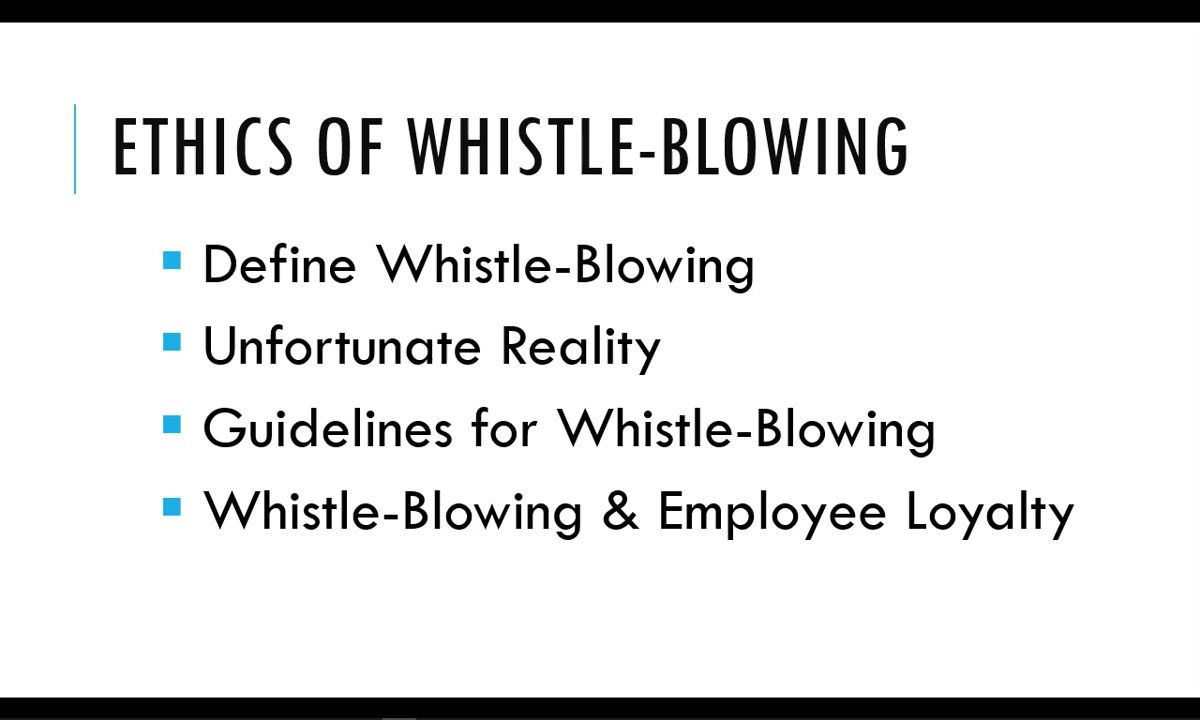 ETHICS OF WHISTLE-BLOWING
Define Whistle-Blowing
Unfortunate Reality
Guidelines for Whistle-Blowing
Whistle-Blowing & Employee Loyalty